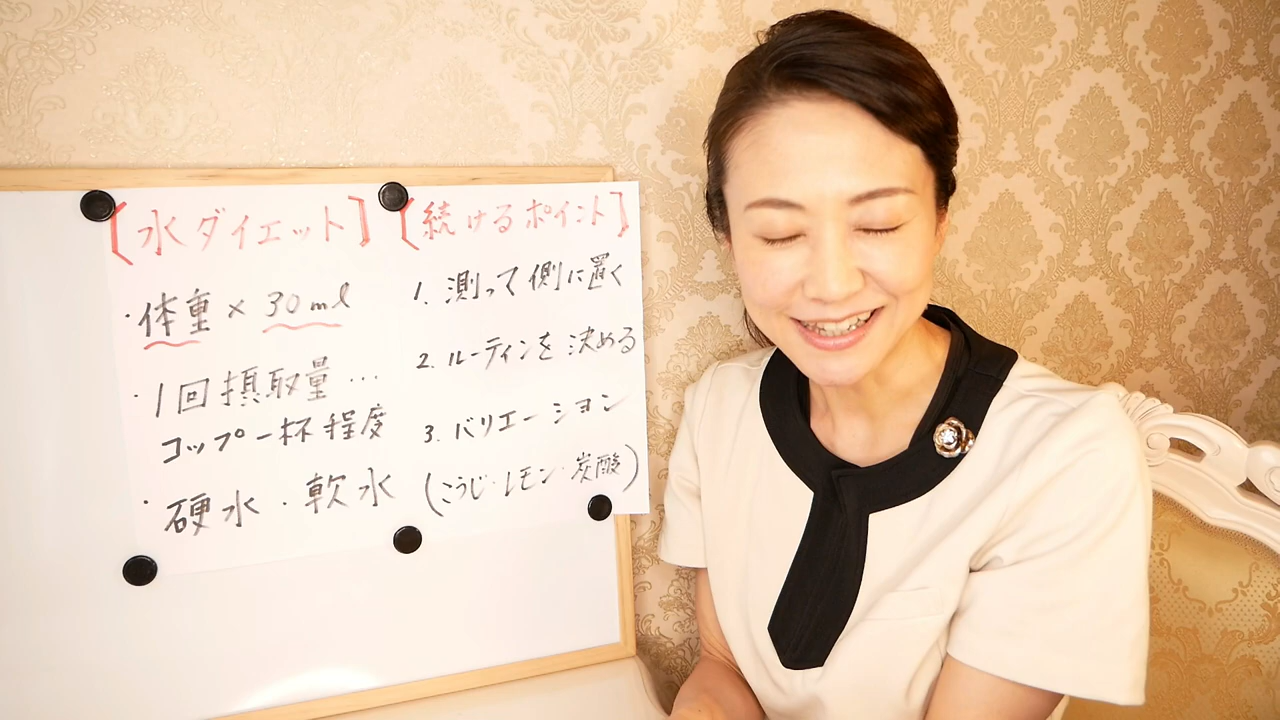 【水ダイエット】
・体重×30ml
・1回摂取量…
コップ一杯程度
・硬水・軟水
【続けるポイント】
1. 測って側に置く
2. ルーティンを決める
3. バリエーション
(こうじ・レモン・炭酸)